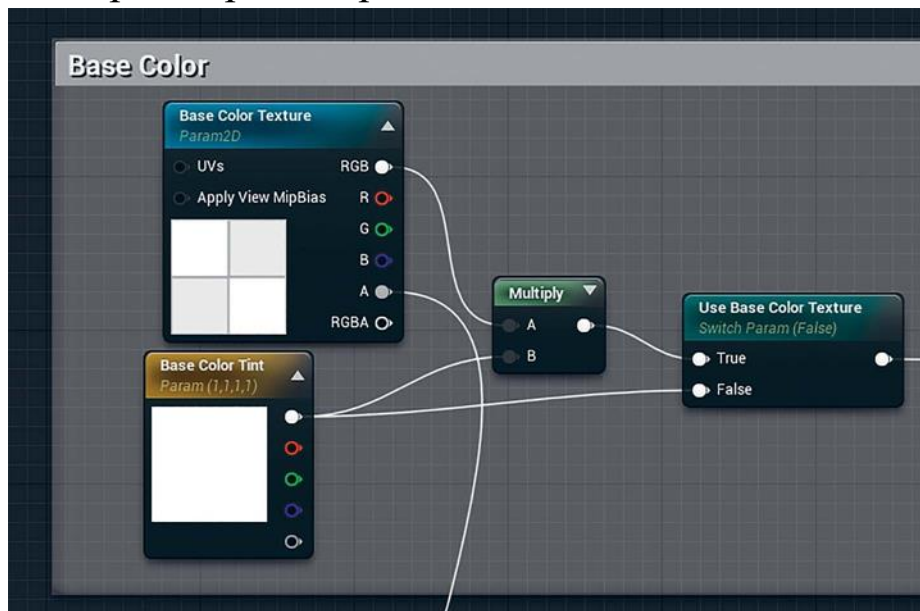 Base Color
Base Color Texture
Param2D
UVs RGB
Apply View MipBias R
G
B
A
RGBA
Multiply
A
B
Use Base Color Texture
Switch Param (False)
True
False
Base Color Tint
Param (1,1,1,1)